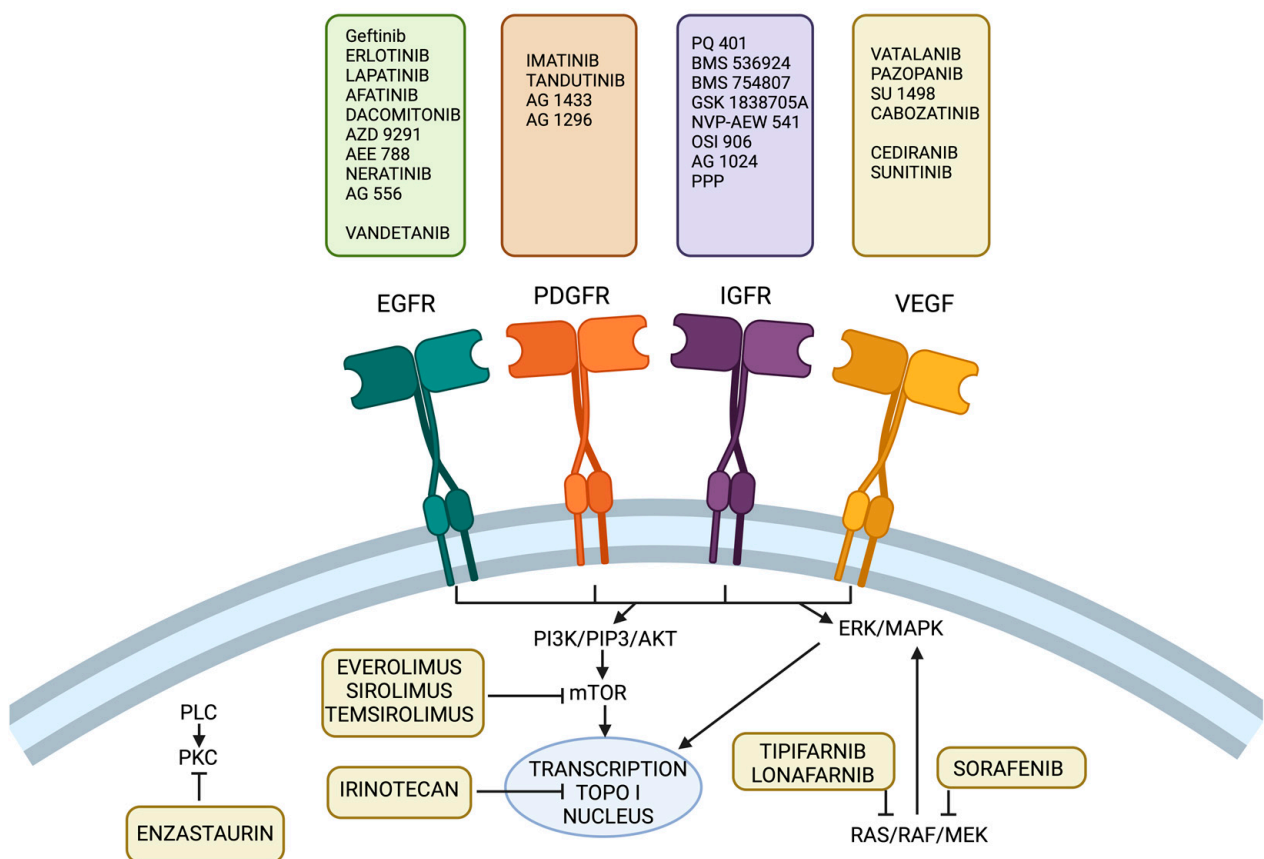 Geftinib
ERLOTINIB
LAPATINIB
AFATINIB
DACOMITONIB
AZD 9291
AEE 788
NERATINIB
AG 556
VANDETANIB
IMATINIB
TANDUTINIB
AG 1433
AG 1296
PQ 401
BMS 536924
BMS 754807
GSK 1838705A
NVP-AEW 541
OSI 906
AG 1024
PPP
VATALANIB
PAZOPANIB
SU 1498
CABOZATINIB
CEDIRANIB
SUNITINIB
EGFR
PDGFR
IGFR
VEGF
PI3K/PIP3/AKT
ERK/MAPK
EVEROLIMUS
SIROLIMUS
TEMSIROLIMUS
mTOR
PLC
PKC
ENZASTAURIN
IRINOTECAN
TRANSCRIPTION
TOPO I
NUCLEUS
TIPIFARNIB
LONAFARNIB
SORAFENIB
RAS/RAF/MEK